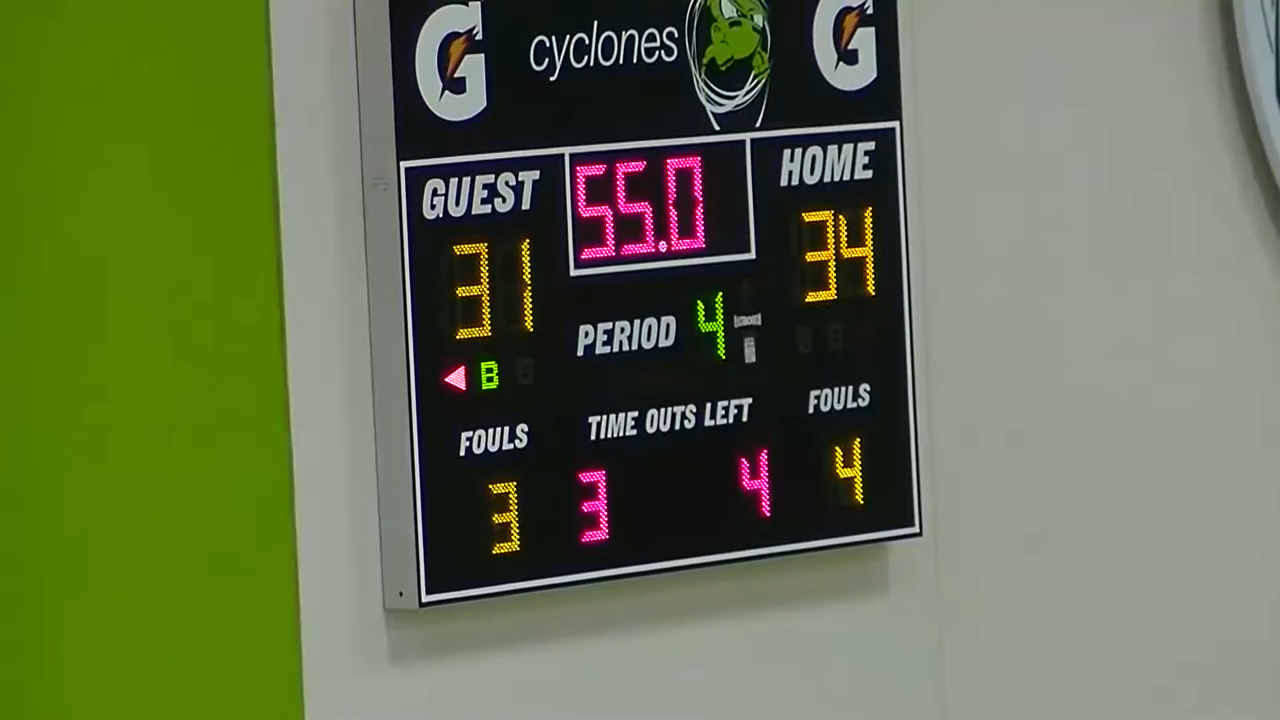 G cyclones G
GUEST 55.0 HOME
31 34
PERIOD 4
B
FOULS TIME OUTS LEFT FOULS
3 3 4 4